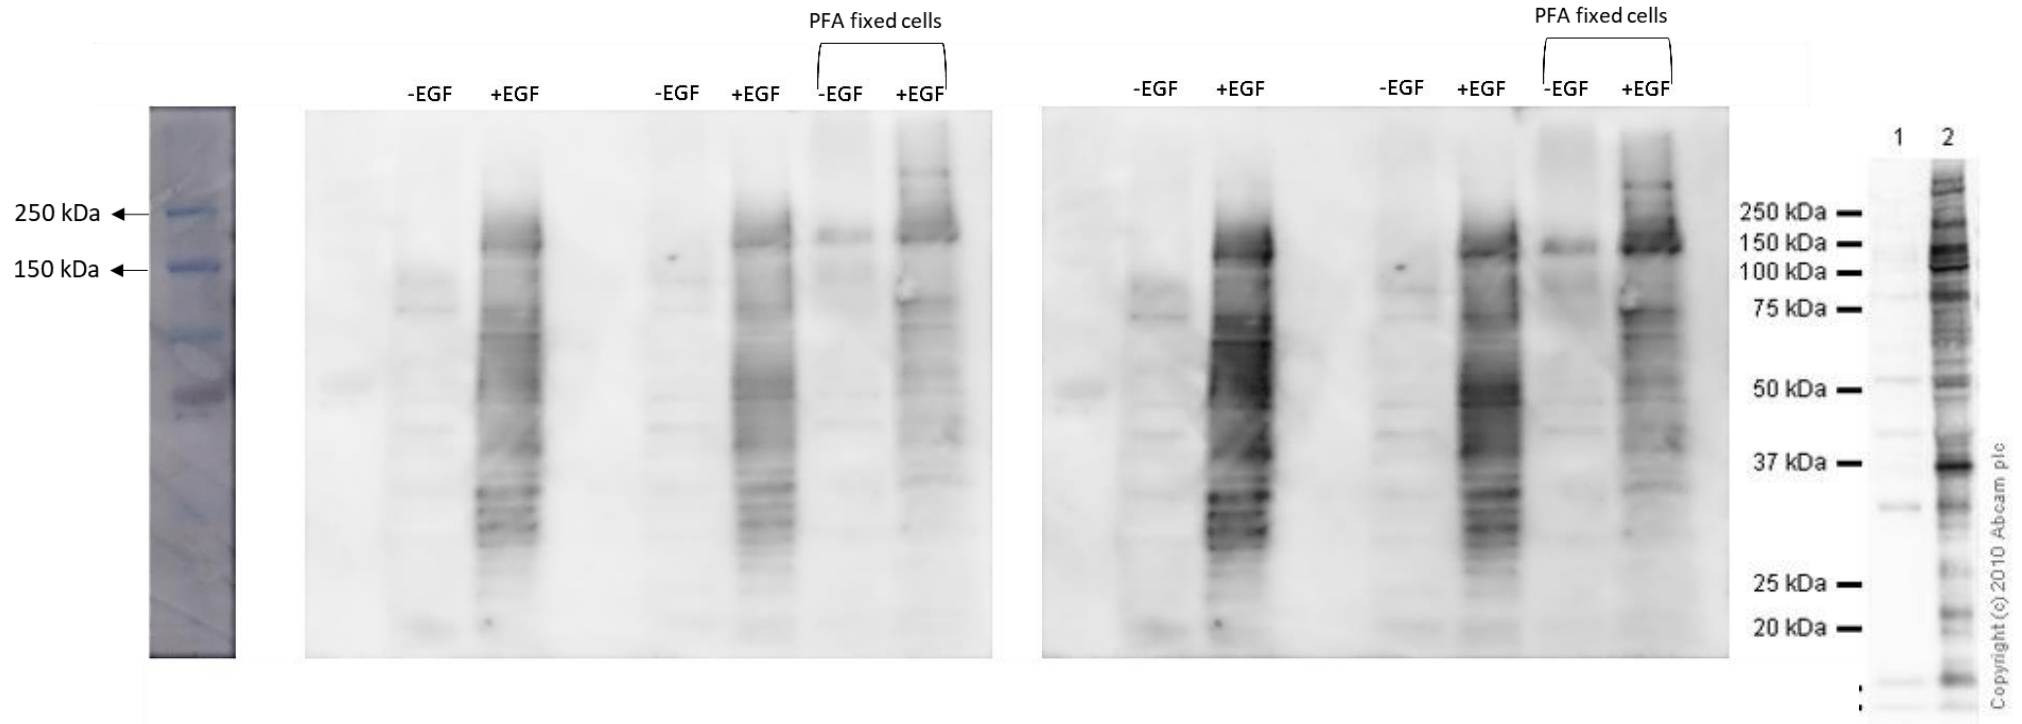 PFA fixed cells
PFA fixed cells
-EGF +EGF -EGF +EGF -EGF +EGF
-EGF +EGF -EGF +EGF -EGF +EGF
1 2
250 kDa
150 kDa
250 kDa
150 kDa
100 kDa
75 kDa
50 kDa
37 kDa
25 kDa
20 kDa
Copyright (c) 2010 Abcam plc